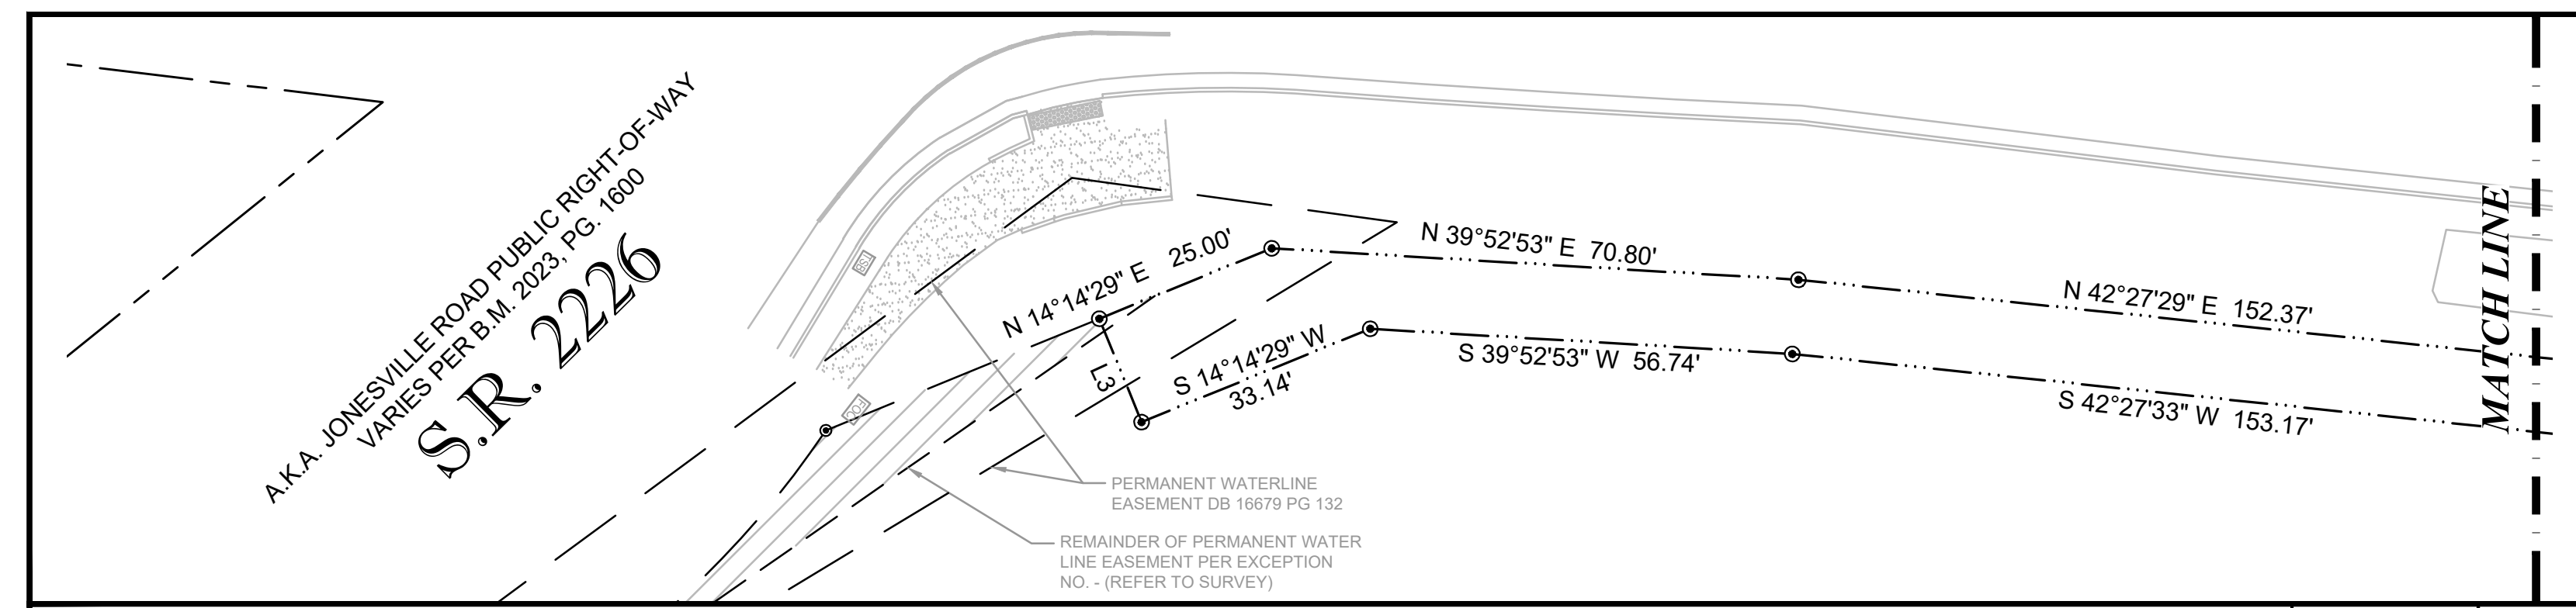 A.K.A. JONESVILLE ROAD PUBLIC RIGHT-OF-WAY
VARIES PER B.M. 2023, PG. 1600
S.R. 2226
TSB
FOC
N 14°14'29" E 25.00'
L3
S 14°14'29" W
33.14'
N 39°52'53" E 70.80'
S 39°52'53" W 56.74'
N 42°27'29" E 152.37'
S 42°27'33" W 153.17'
MATCH LINE
PERMANENT WATERLINE
EASEMENT DB 16679 PG 132
REMAINDER OF PERMANENT WATER
LINE EASEMENT PER EXCEPTION
NO. - (REFER TO SURVEY)